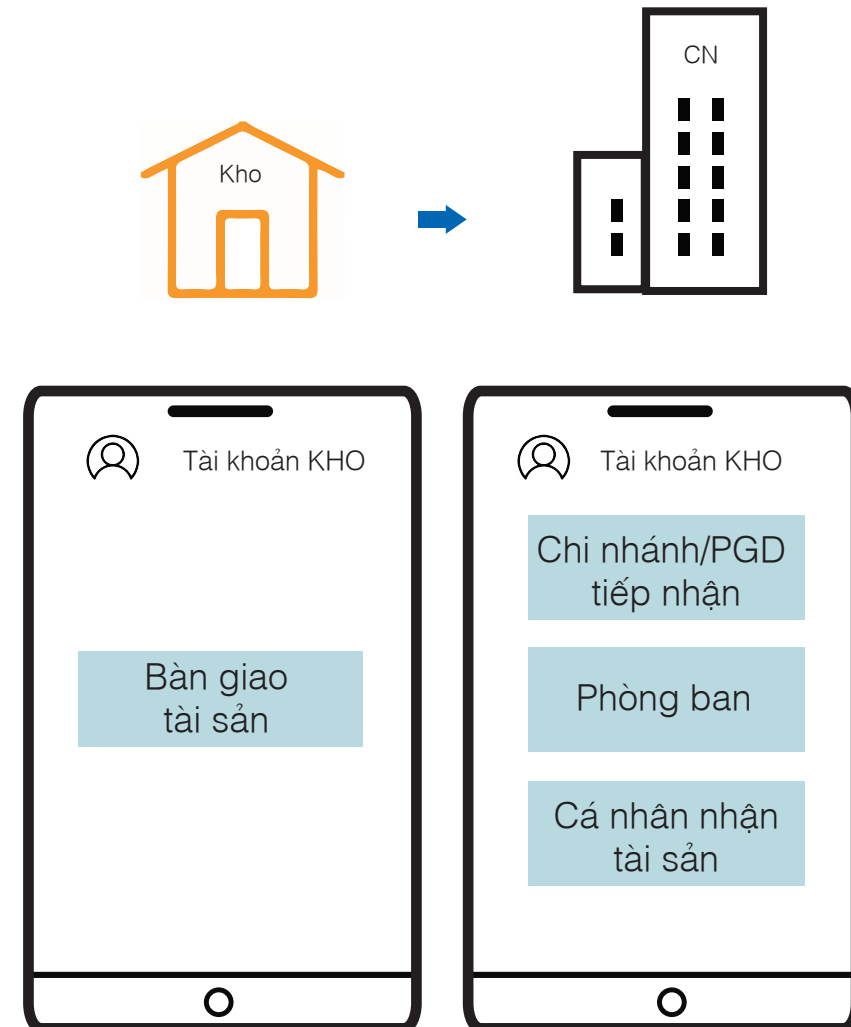 Kho
CN
Tài khoản KHO
Bàn giao
tài sản
Tài khoản KHO
Chi nhánh/PGD
tiếp nhận
Phòng ban
Cá nhân nhận
tài sản